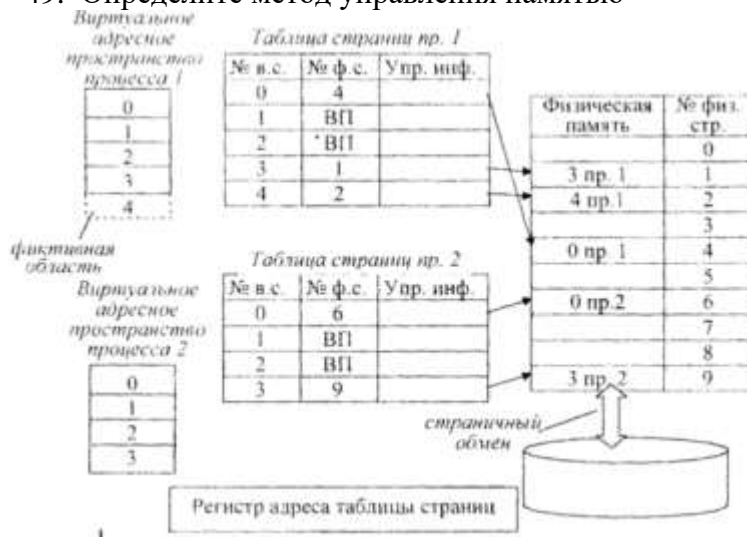 49. Определите метод управления памятью
Виртуальное
адресное
пространство
процесса 1
0
1
2
3
4
фиктивная
область
Таблица страниц пр. 1
№ в.с. № ф.с. Упр. инф.
0 4
1 ВП
2 ВП
3 1
4 2
Физическая память № физ. стр.
0
3 пр. 1 1
4 пр.1 2
3
0 пр. 1 4
5
0 пр.2 6
7
8
3 пр. 2 9
Виртуальное
адресное
пространство
процесса 2
0
1
2
3
Таблица страниц пр. 2
№ в.с. № ф.с. Упр. инф.
0 6
1 ВП
2 ВП
3 9
страничный
обмен
Регистр адреса таблицы страниц